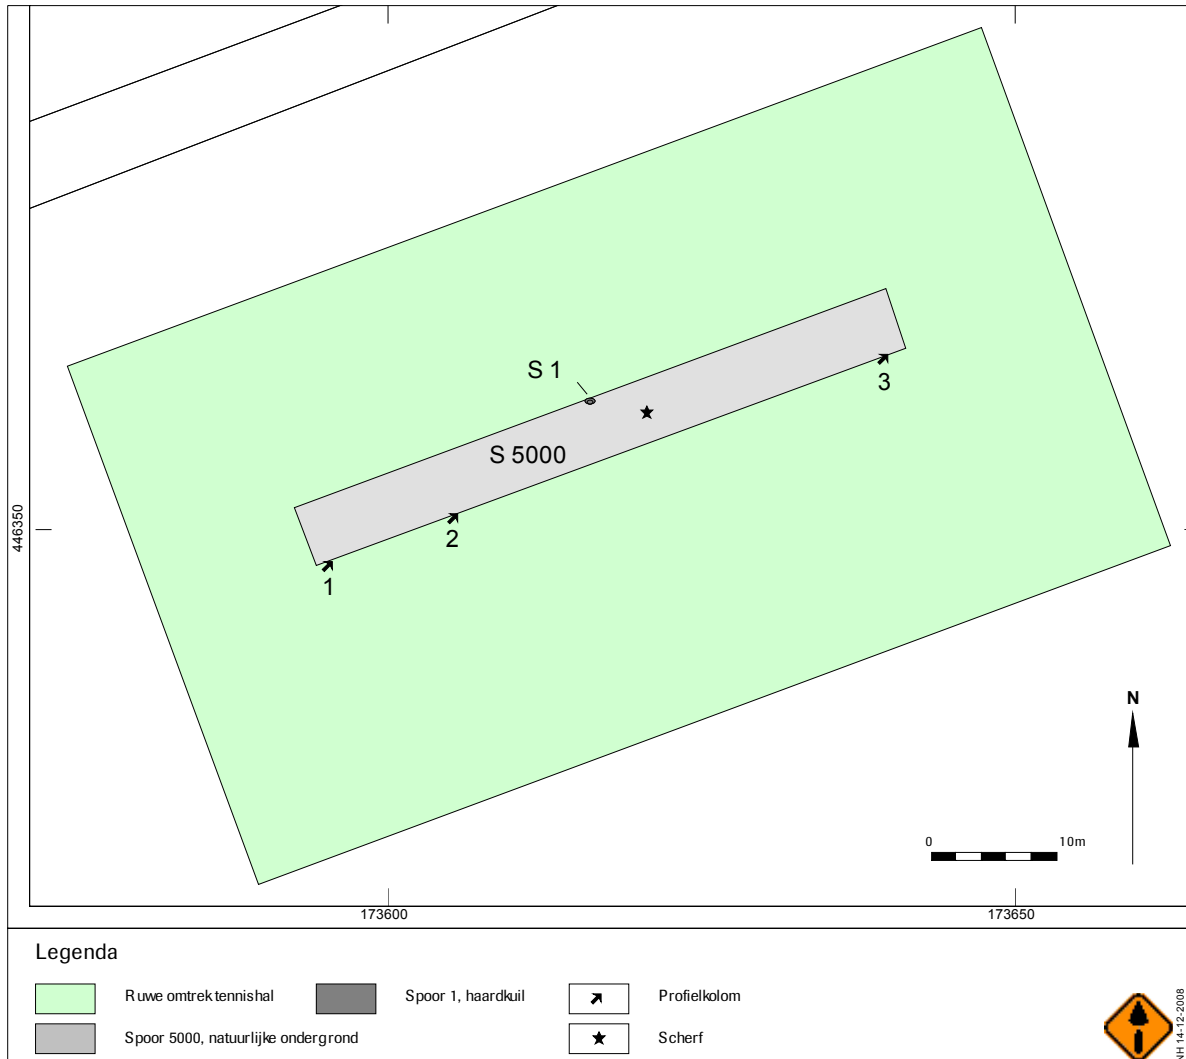 S 1
3
S 5000
446350
2
1
N
0 10m
173600 173650
Legenda
Ruwe omtrek tennishal
Spoor 1, haardkuil
Profielkolom
Spoor 5000, natuurlijke ondergrond
Scherf
NH 14-12-2008